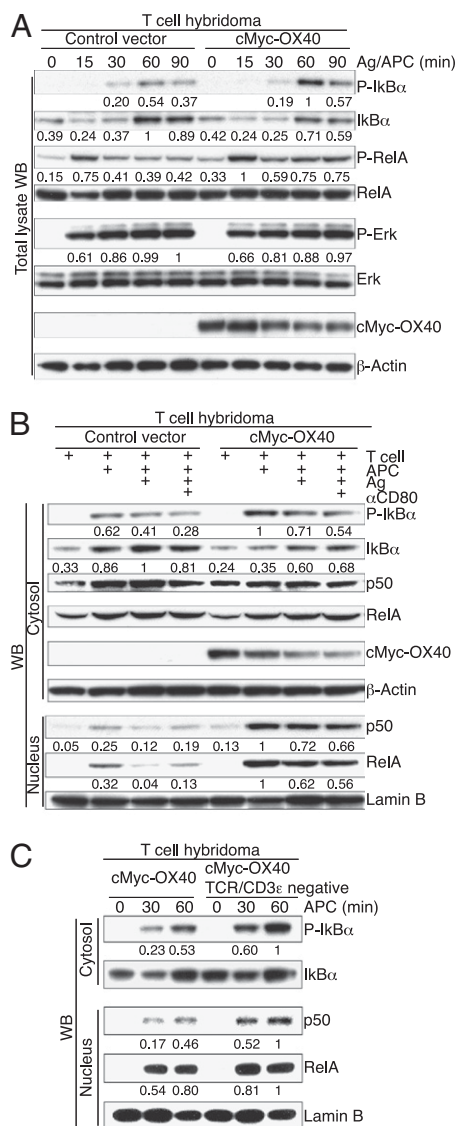 A
T cell hybridoma
Control vector cMyc-OX40
0 15 30 60 90 0 15 30 60 90 Ag/APC (min)
P-IkBα
0.20 0.54 0.37 0.19 1 0.57
IkBα
0.39 0.24 0.37 1 0.89 0.42 0.24 0.25 0.71 0.59
P-RelA
0.15 0.75 0.41 0.39 0.42 0.33 1 0.59 0.75 0.75
RelA
P-Erk
0.61 0.86 0.99 1 0.66 0.81 0.88 0.97
Erk
cMyc-OX40
β-Actin
Total lysate WB
B
T cell hybridoma
Control vector cMyc-OX40
+ + + + + + + + T cell
+ + + + + + APC
+ + + + Ag
+ + αCD80
P-IkBα
0.62 0.41 0.28 1 0.71 0.54
IkBα
0.33 0.86 1 0.81 0.24 0.35 0.60 0.68
p50
RelA
cMyc-OX40
β-Actin
p50
0.05 0.25 0.12 0.19 0.13 1 0.72 0.66
RelA
0.32 0.04 0.13 1 0.62 0.56
Lamin B
WB
Cytosol
Nucleus
C
T cell hybridoma
cMyc-OX40 cMyc-OX40
TCR/CD3ε negative
0 30 60 0 30 60 APC (min)
P-IkBα
0.23 0.53 0.60 1
IkBα
p50
0.17 0.46 0.52 1
RelA
0.54 0.80 0.81 1
Lamin B
WB
Cytosol
Nucleus